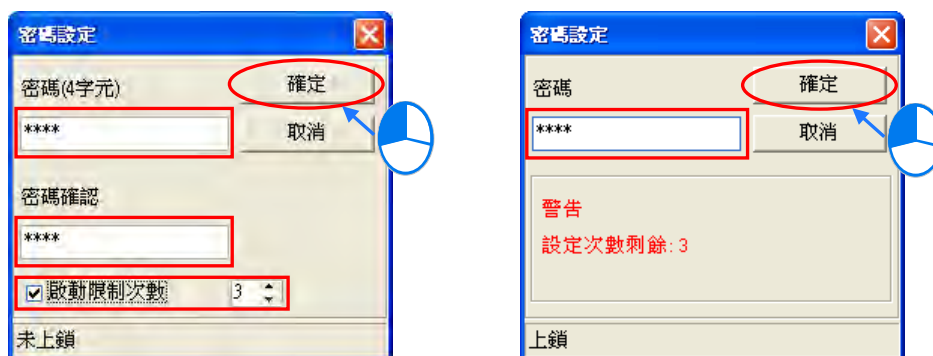 密碼設定
密碼(4字元)
確定
****
取消
密碼確認
****
啟動限制次數 3
未上鎖
密碼設定
密碼
確定
****
取消
警告
設定次數剩餘: 3
上鎖